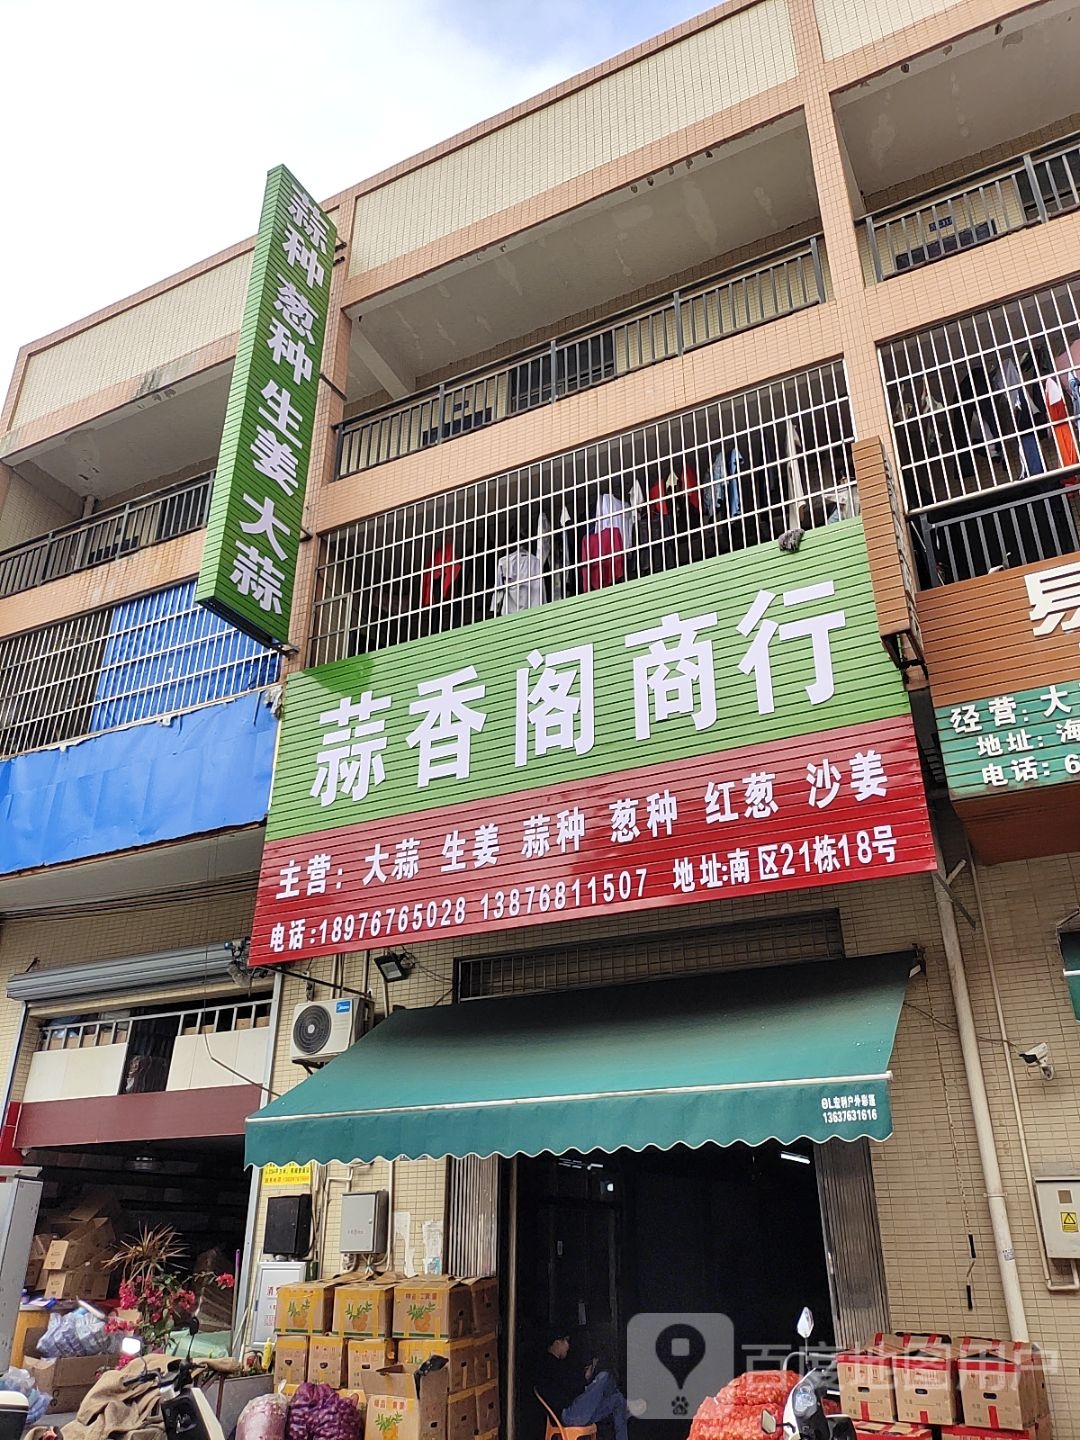 蒜种 葱种 生姜 大蒜
蒜香阁商行
主营：大蒜 生姜 蒜种 葱种 红葱 沙姜
电话:18976765028 13876811507 地址:南区21栋18号
易
经营：大
地址：海
电话：6
13637631616
百度地图用户